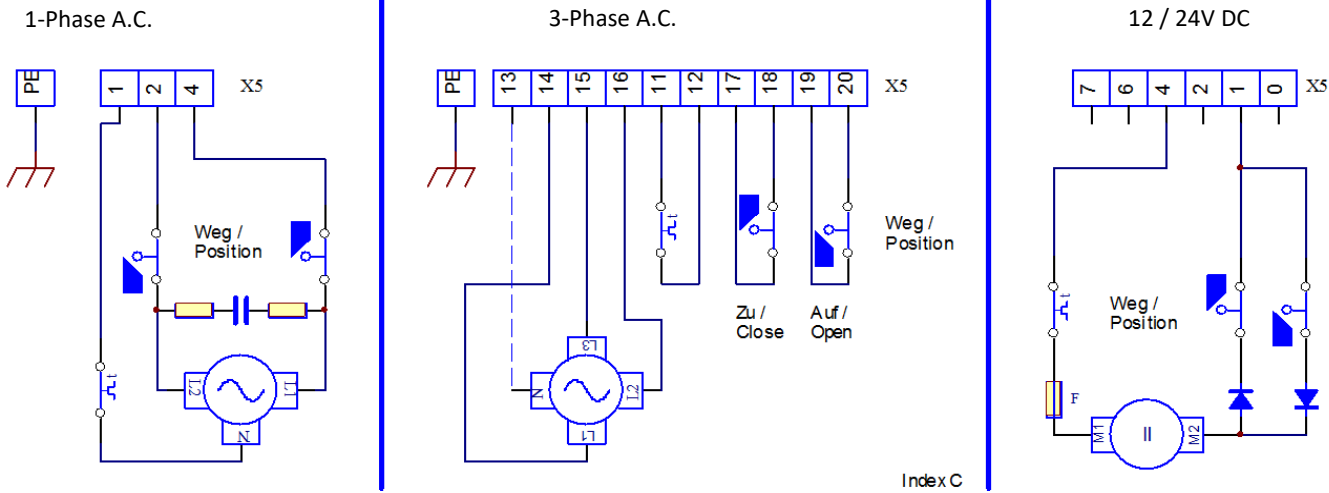 1-Phase A.C.
PE 1 2 4 X5
Weg /
Position
t
L2 L1
N
3-Phase A.C.
PE 13 14 15 16 11 12 17 18 19 20 X5
t
Weg /
Position
Zu /
Close
Auf /
Open
L3
N L2
L1
Index C
12 / 24V DC
7 6 4 2 1 0 X5
t
Weg /
Position
F
M1 II M2